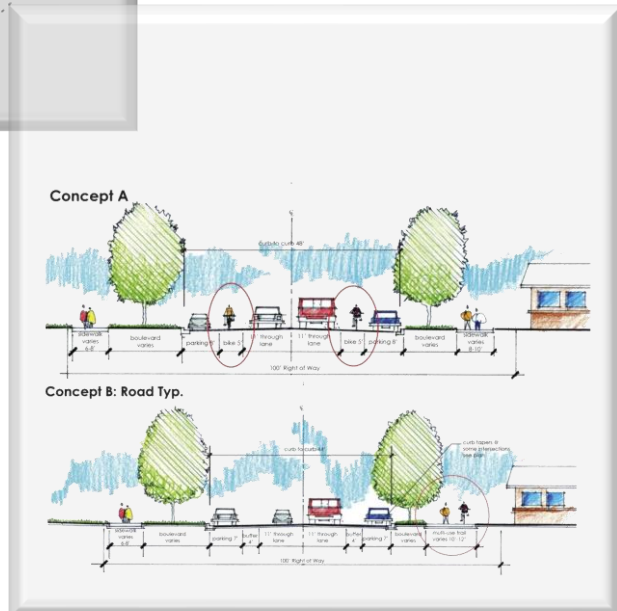 Concept A
curb to curb 48'
sidewalk
varies
6-8'
boulevard
varies
parking 8'
bike 5'
11' through
lane
11' through
lane
bike 5'
parking 8'
boulevard
varies
sidewalk
varies
8-10'
100' Right of Way
Concept B: Road Typ.
curb tapers @
some intersections
curb to curb
sidewalk
varies
6-8'
boulevard
varies
parking 7'
buffer
4'
11' through
lane
11' through
lane
buffer
4'
parking 7'
boulevard
varies
multi-use trail
varies 10'-12'
100' Right of Way